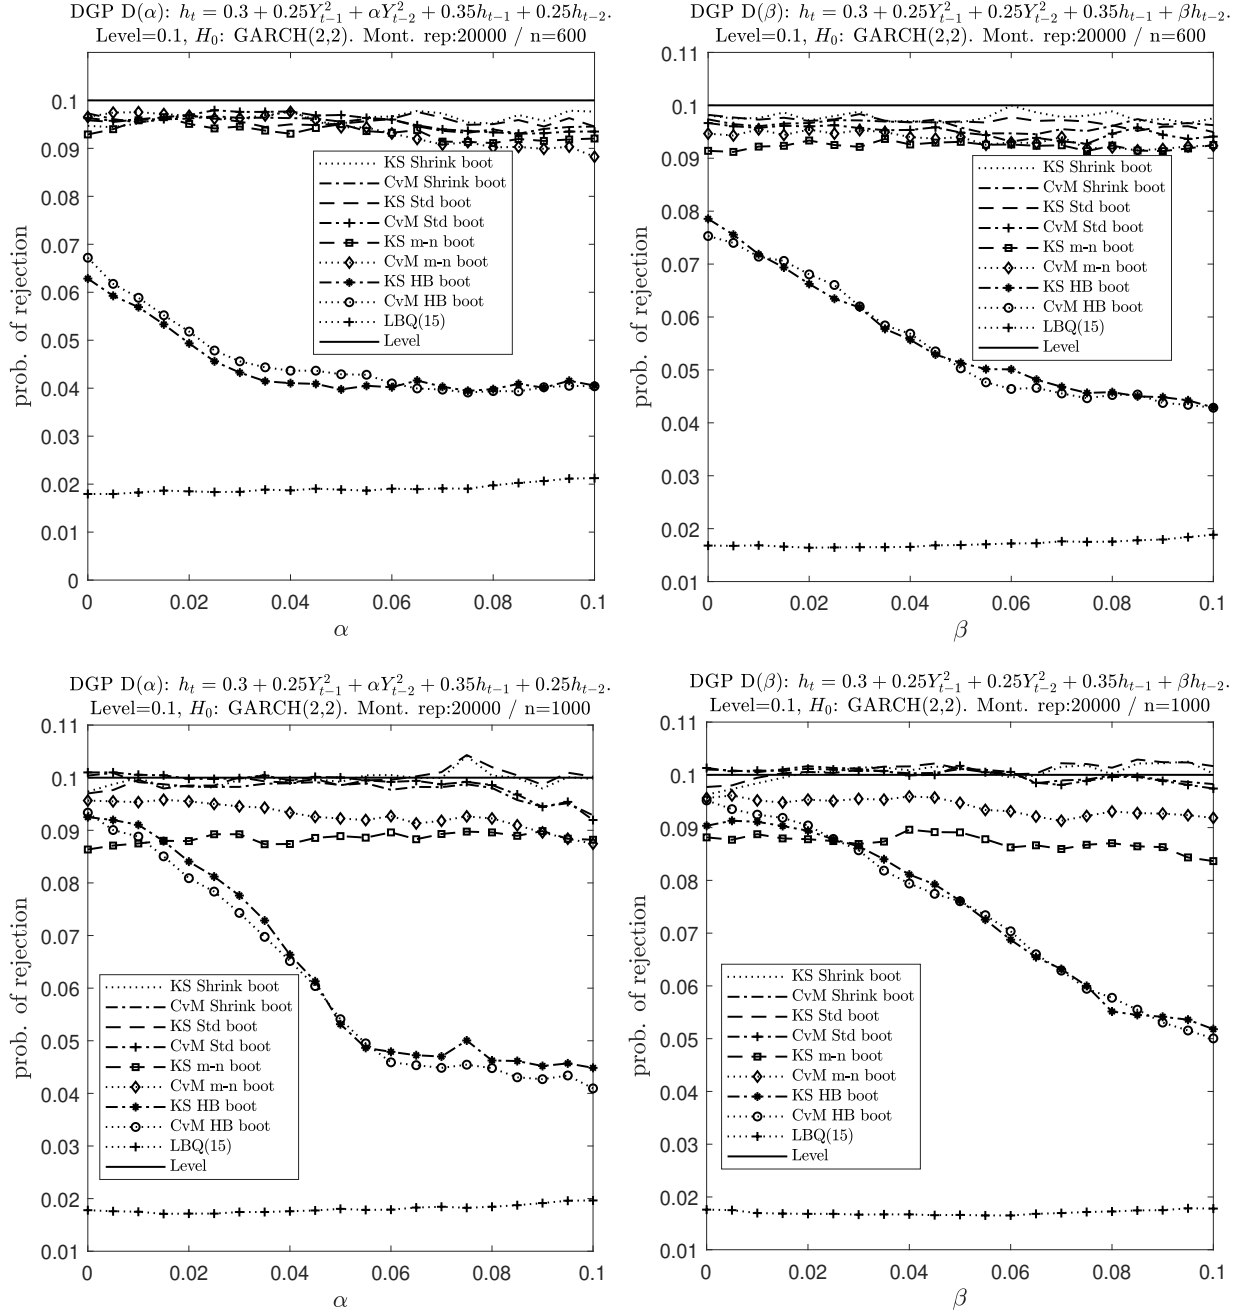 DGP D(α): h_t = 0.3 + 0.25Y²_{t−1} + αY²_{t−2} + 0.35h_{t−1} + 0.25h_{t−2}.
Level=0.1, H₀: GARCH(2,2). Mont. rep:20000 / n=600
0.11
0.1
0.09
0.08
0.07
0.06
0.05
0.04
0.03
0.02
0.01
0
prob. of rejection
KS Shrink boot
CvM Shrink boot
KS Std boot
CvM Std boot
KS m-n boot
CvM m-n boot
KS HB boot
CvM HB boot
LBQ(15)
Level
0 0.02 0.04 0.06 0.08 0.1
α
DGP D(β): h_t = 0.3 + 0.25Y²_{t−1} + 0.25Y²_{t−2} + 0.35h_{t−1} + βh_{t−2}.
Level=0.1, H₀: GARCH(2,2). Mont. rep:20000 / n=600
0.11
0.1
0.09
0.08
0.07
0.06
0.05
0.04
0.03
0.02
0.01
prob. of rejection
KS Shrink boot
CvM Shrink boot
KS Std boot
CvM Std boot
KS m-n boot
CvM m-n boot
KS HB boot
CvM HB boot
LBQ(15)
Level
0 0.02 0.04 0.06 0.08 0.1
β
DGP D(α): h_t = 0.3 + 0.25Y²_{t−1} + αY²_{t−2} + 0.35h_{t−1} + 0.25h_{t−2}.
Level=0.1, H₀: GARCH(2,2). Mont. rep:20000 / n=1000
0.11
0.1
0.09
0.08
0.07
0.06
0.05
0.04
0.03
0.02
0.01
prob. of rejection
KS Shrink boot
CvM Shrink boot
KS Std boot
CvM Std boot
KS m-n boot
CvM m-n boot
KS HB boot
CvM HB boot
LBQ(15)
Level
0 0.02 0.04 0.06 0.08 0.1
α
DGP D(β): h_t = 0.3 + 0.25Y²_{t−1} + 0.25Y²_{t−2} + 0.35h_{t−1} + βh_{t−2}.
Level=0.1, H₀: GARCH(2,2). Mont. rep:20000 / n=1000
0.11
0.1
0.09
0.08
0.07
0.06
0.05
0.04
0.03
0.02
0.01
prob. of rejection
KS Shrink boot
CvM Shrink boot
KS Std boot
CvM Std boot
KS m-n boot
CvM m-n boot
KS HB boot
CvM HB boot
LBQ(15)
Level
0 0.02 0.04 0.06 0.08 0.1
β